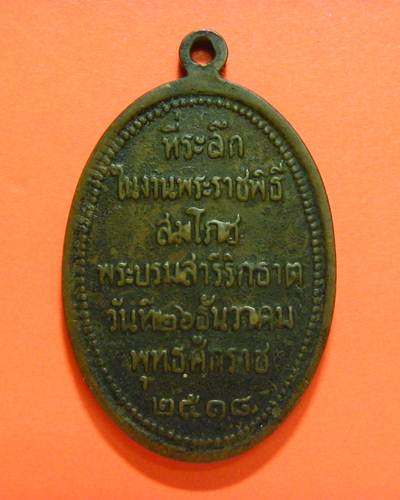 ที่ระลึก
ในงานพระราชพิธี
สมโภช
พระบรมสารีริกธาตุ
วันที่๒๖ธันวาคม
พุทธศักราช
๒๕๑๘